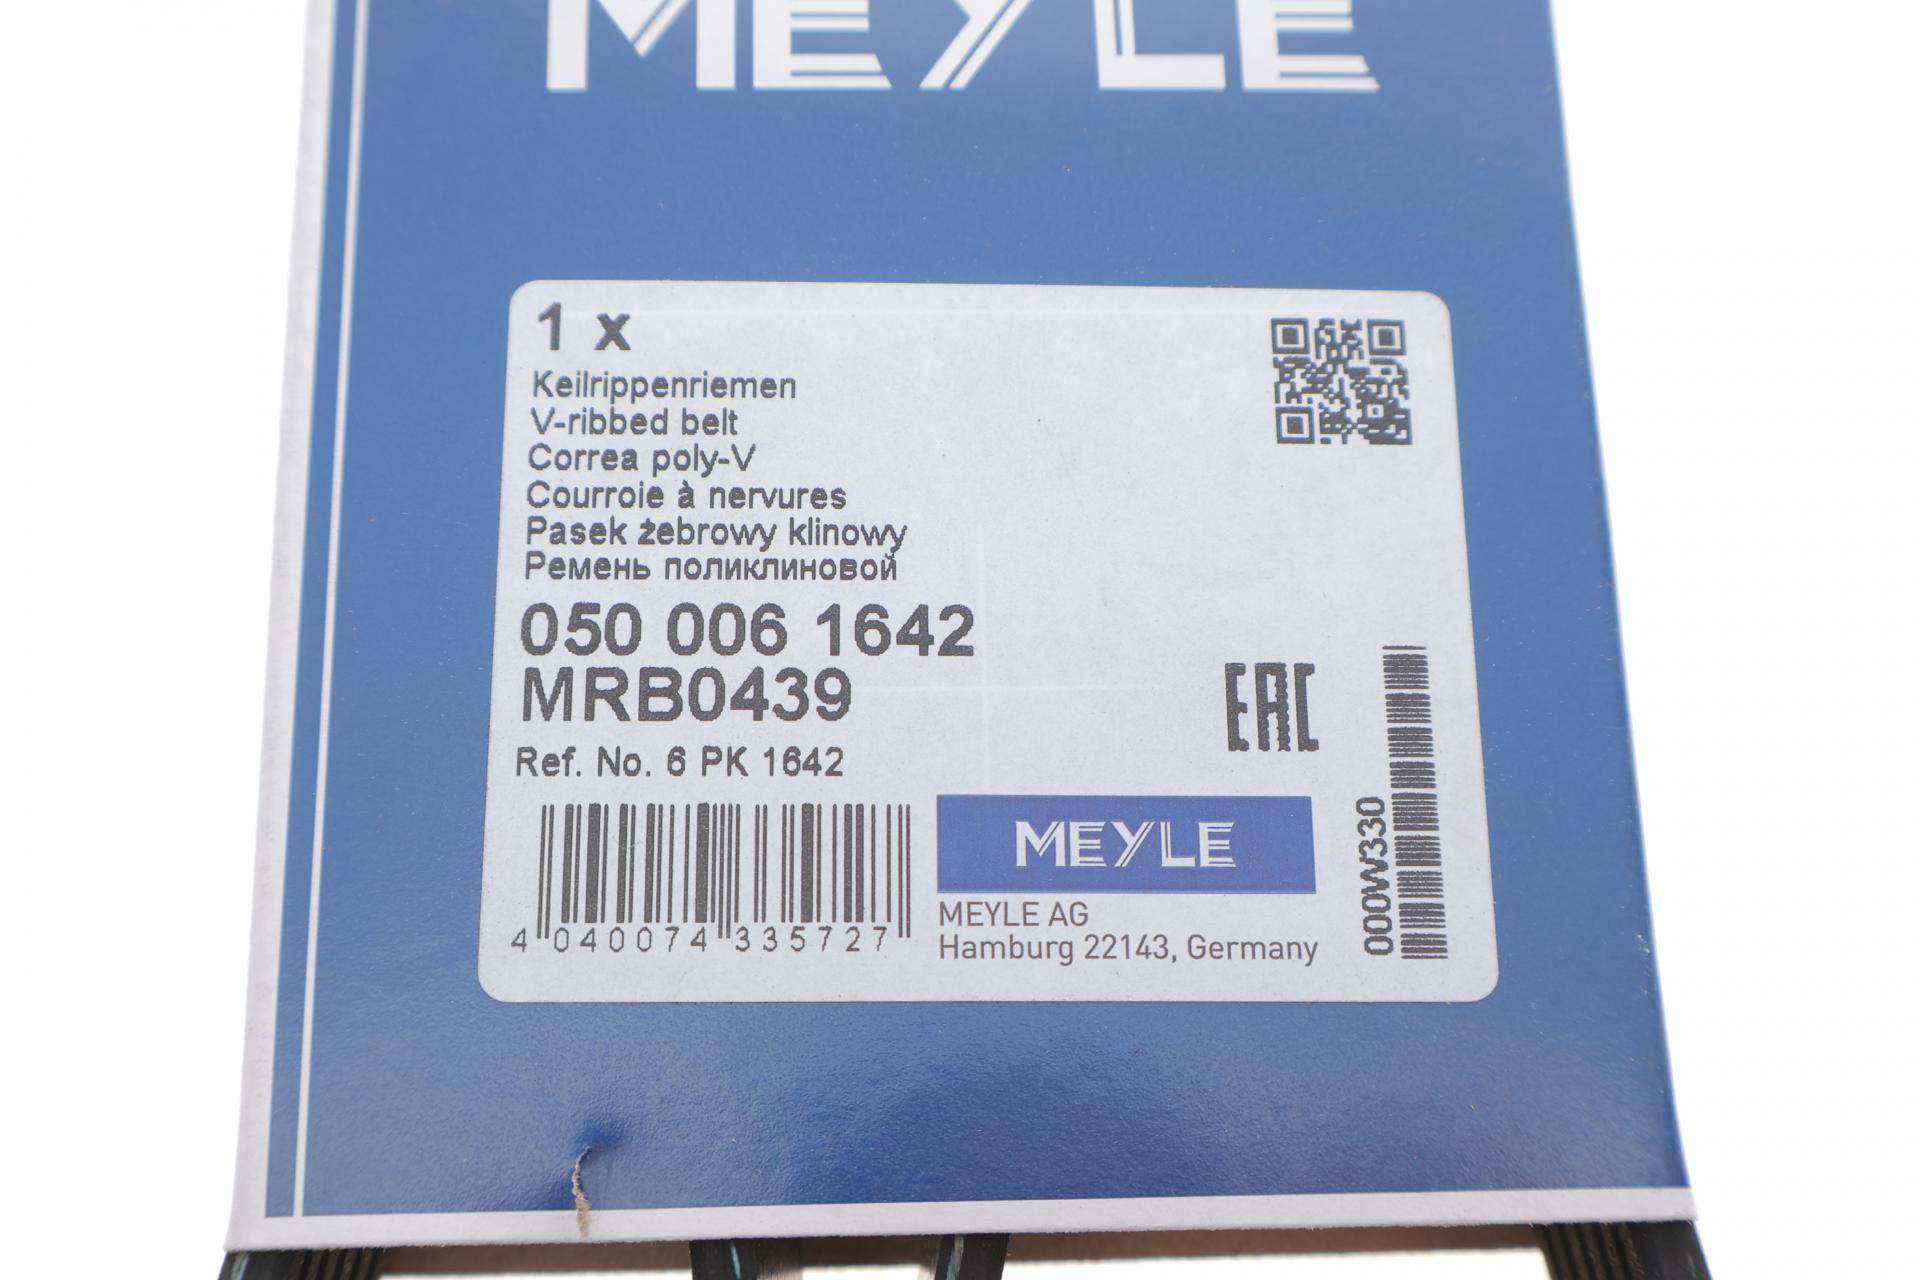 MEYLE
1 x
Keilrippenriemen
V-ribbed belt
Correa poly-V
Courroie à nervures
Pasek żebrowy klinowy
Ремень поликлиновой
050 006 1642
MRB0439
Ref. No. 6 PK 1642
EAC
4 040074 335727
MEYLE
MEYLE AG
Hamburg 22143, Germany
000W330